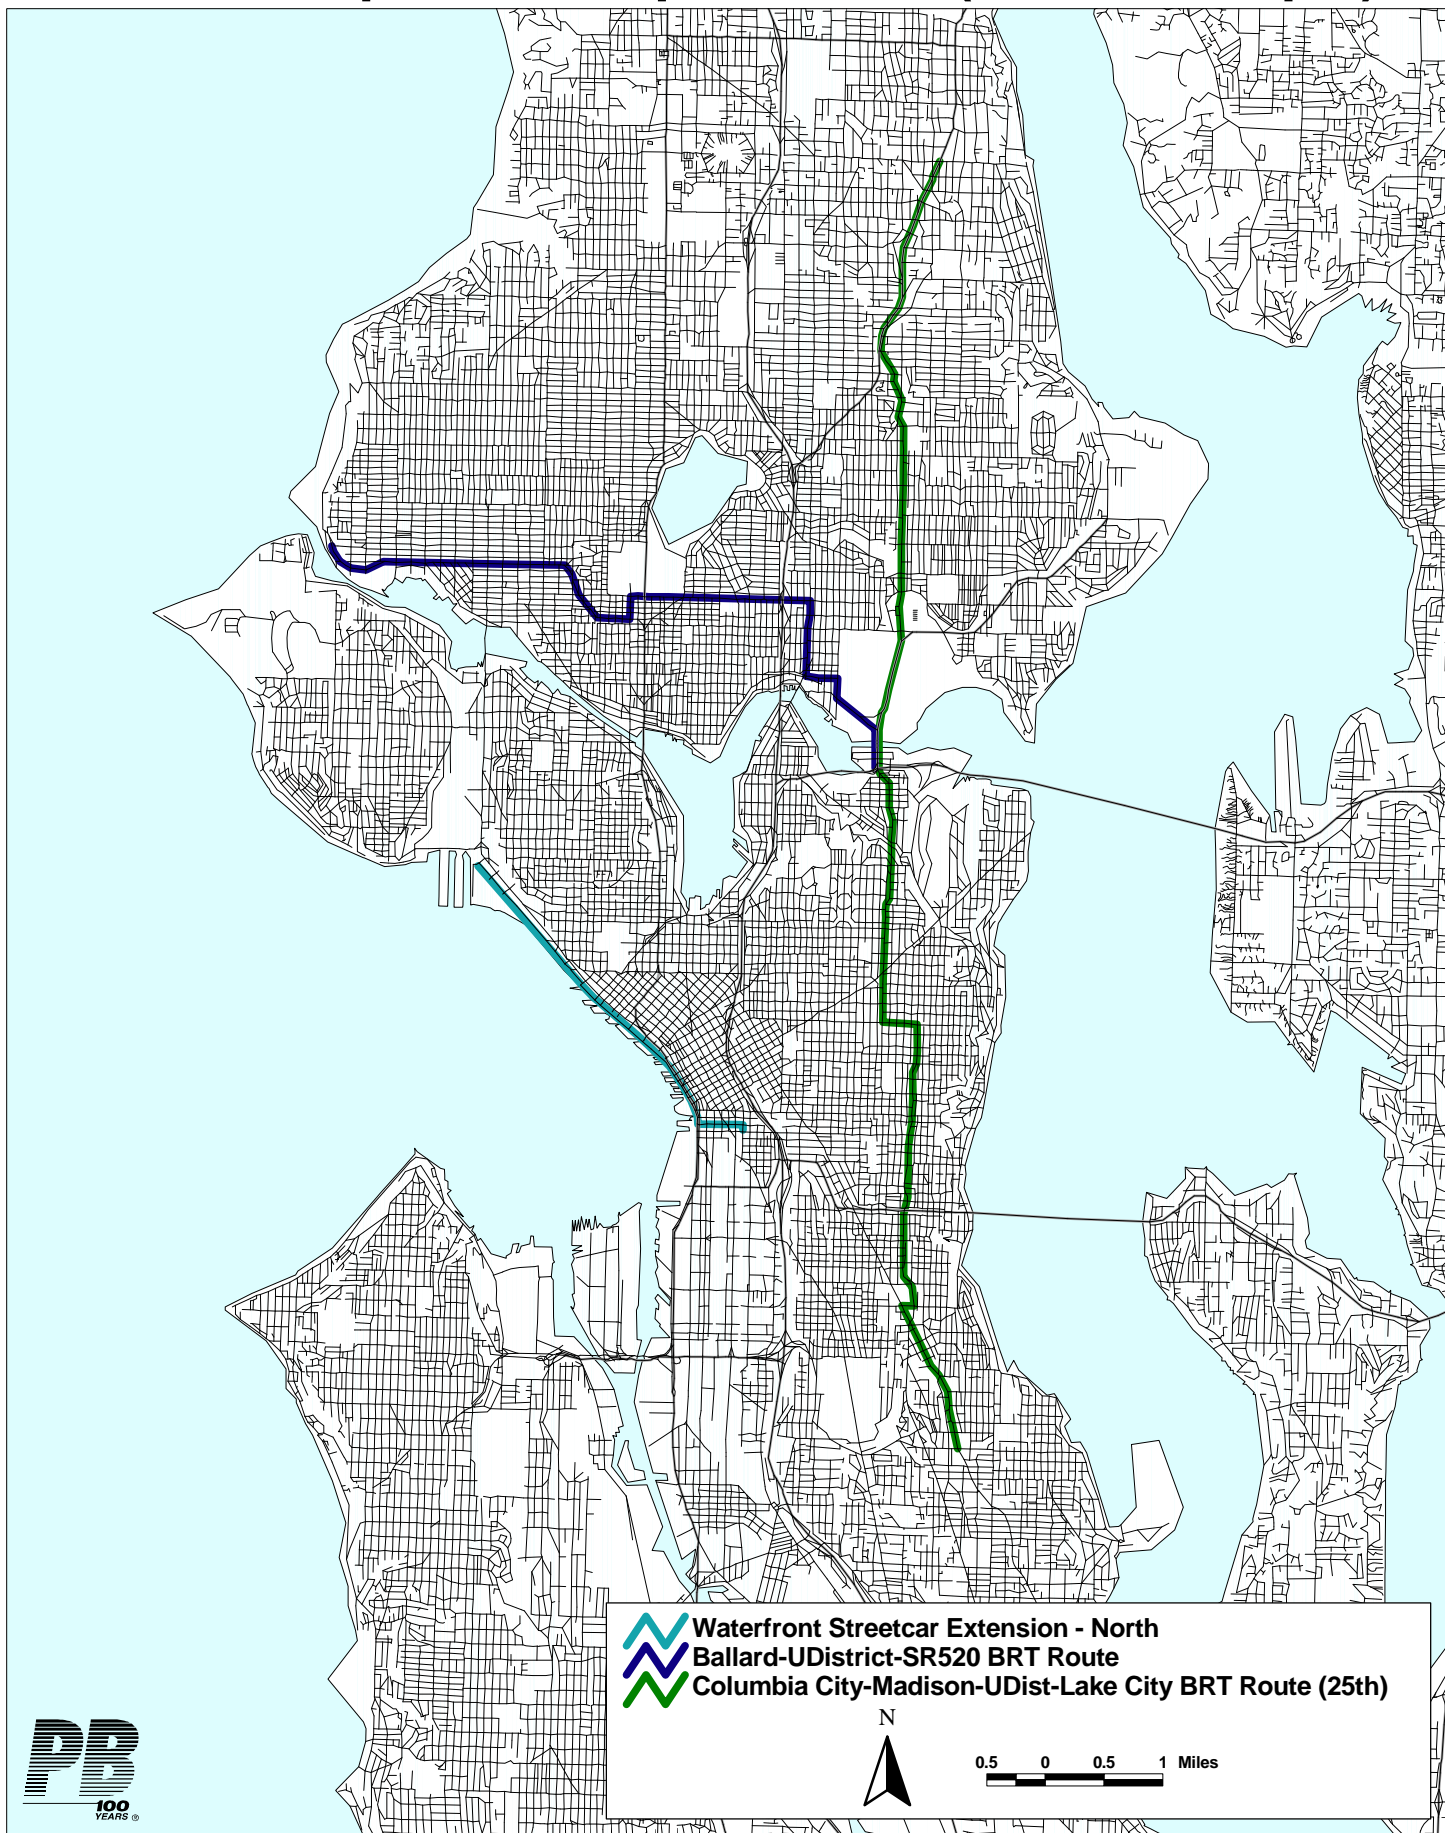 Waterfront Streetcar Extension - North
Ballard-UDistrict-SR520 BRT Route
Columbia City-Madison-UDist-Lake City BRT Route (25th)
N
0.5 0 0.5 1 Miles
PB
100
YEARS ®